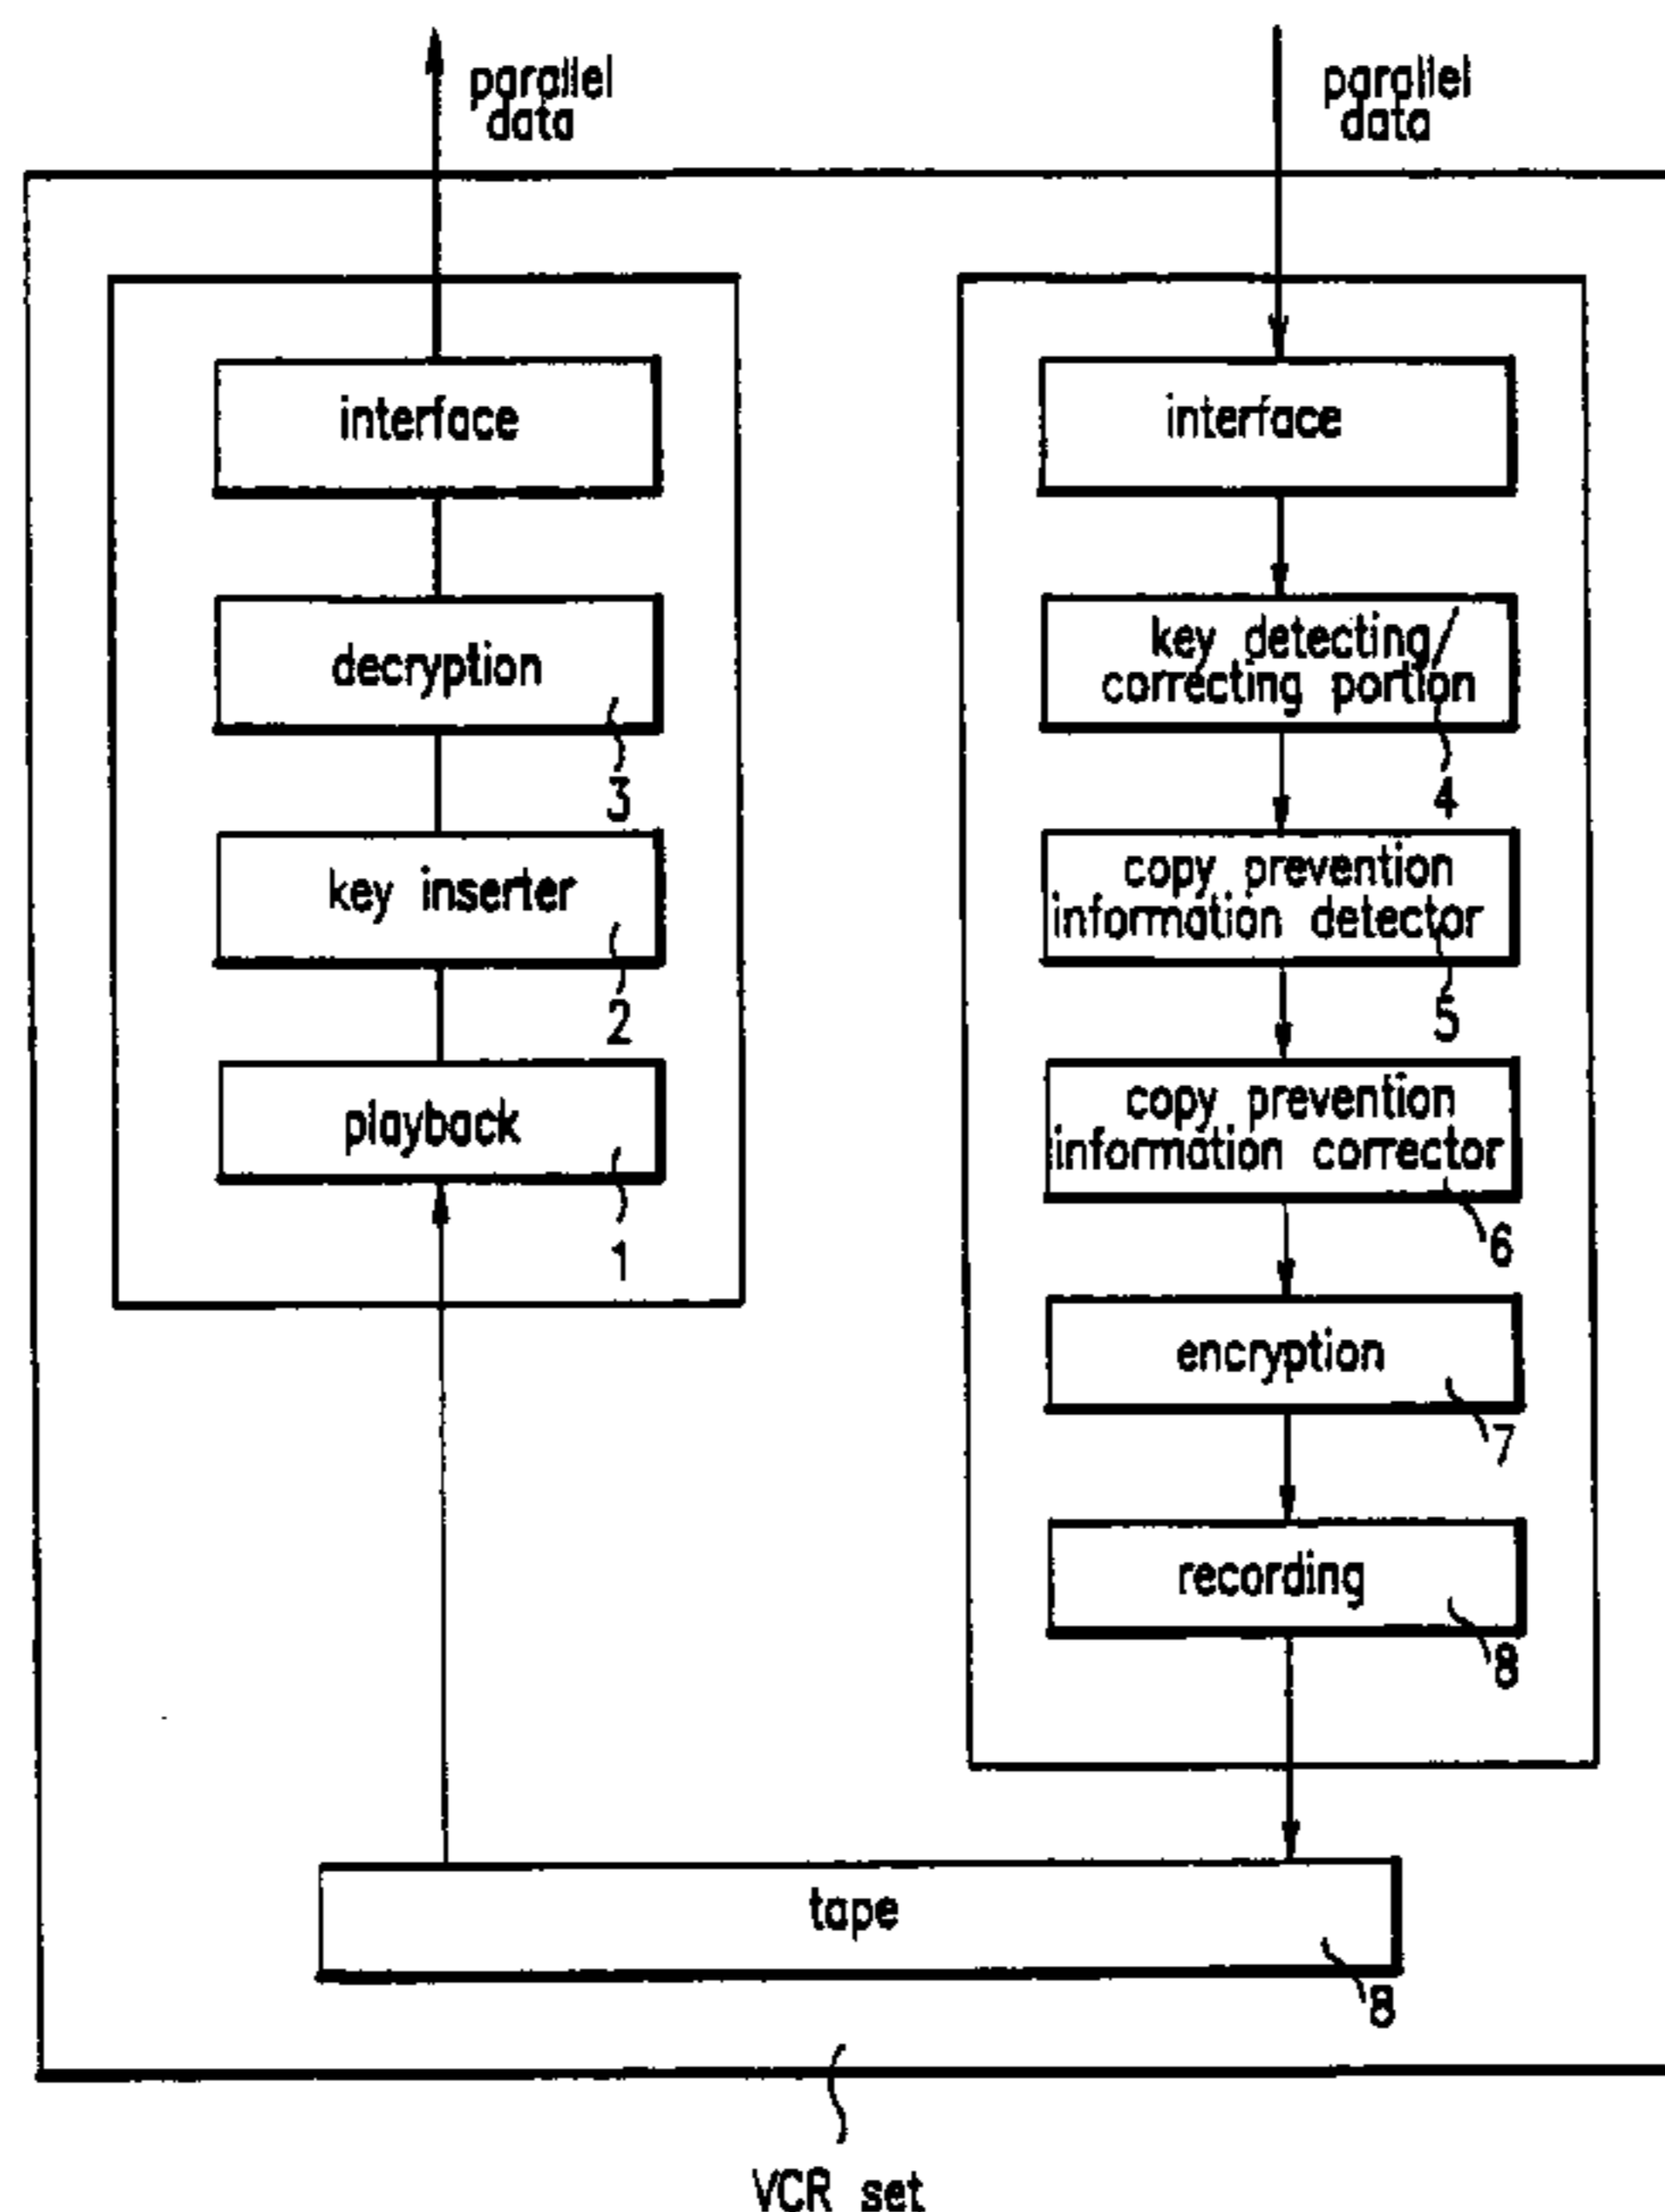 parallel
data
parallel
data
interface
decryption
3
key inserter
2
playback
1
interface
key detecting/
correcting portion
4
copy prevention
information detector
5
copy prevention
information corrector
6
encryption
7
recording
8
tape
8
VCR set